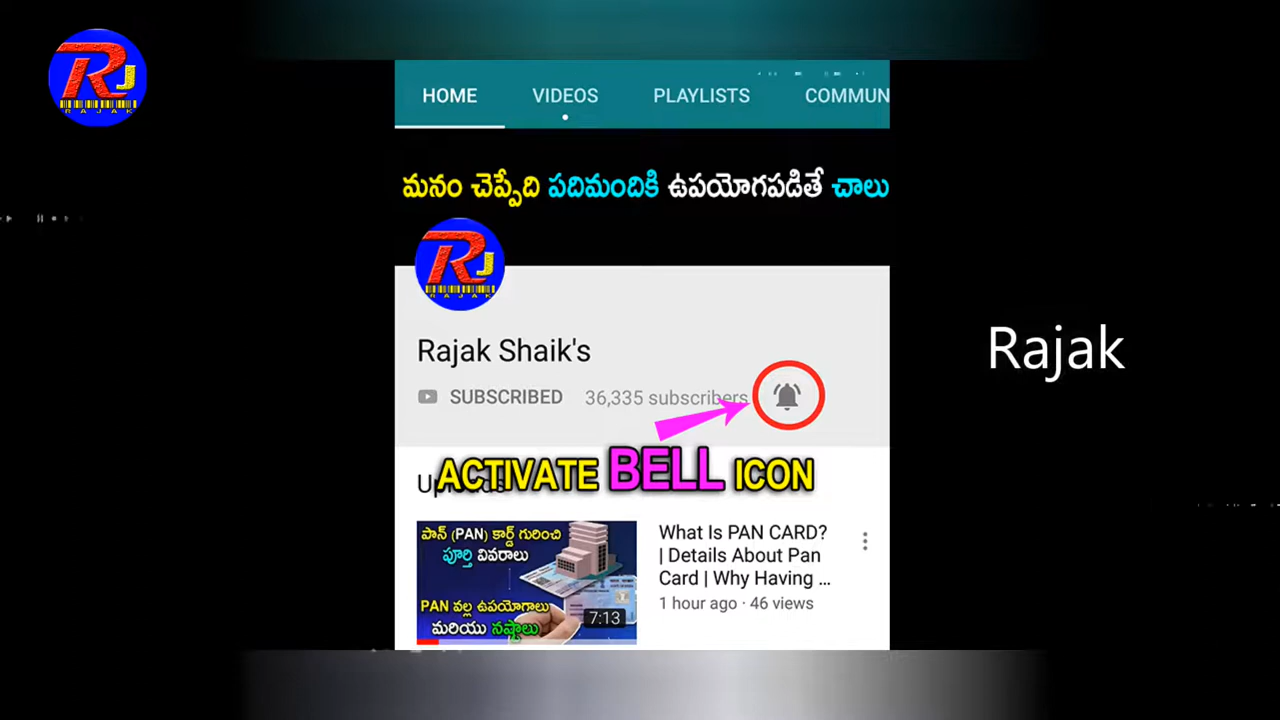 RJ
RAJAK
HOME VIDEOS PLAYLISTS COMMUN
మనం చెప్పేది పదిమందికి ఉపయోగపడితే చాలు
RJ
RAJAK
Rajak Shaik's
Rajak
SUBSCRIBED 36,335 subscribers
ACTIVATE BELL ICON
Uploads
పాన్ (PAN) కార్డ్ గురించి
పూర్తి వివరాలు
PAN వల్ల ఉపయోగాలు
మరియు నష్టాలు
7:13
What Is PAN CARD?
| Details About Pan
Card | Why Having ...
1 hour ago · 46 views